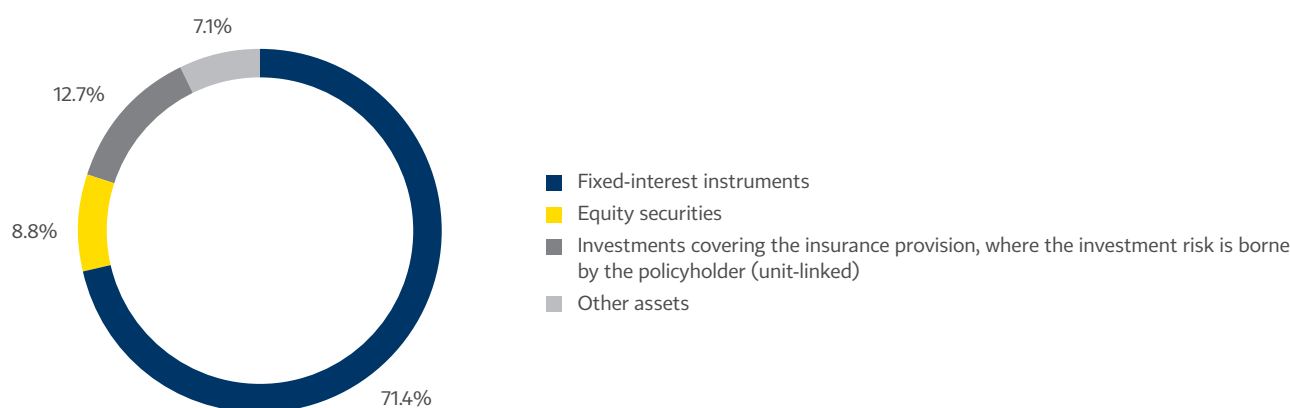 7.1%
12.7%
8.8%
71.4%
Fixed-interest instruments
Equity securities
Investments covering the insurance provision, where the investment risk is borne
by the policyholder (unit-linked)
Other assets